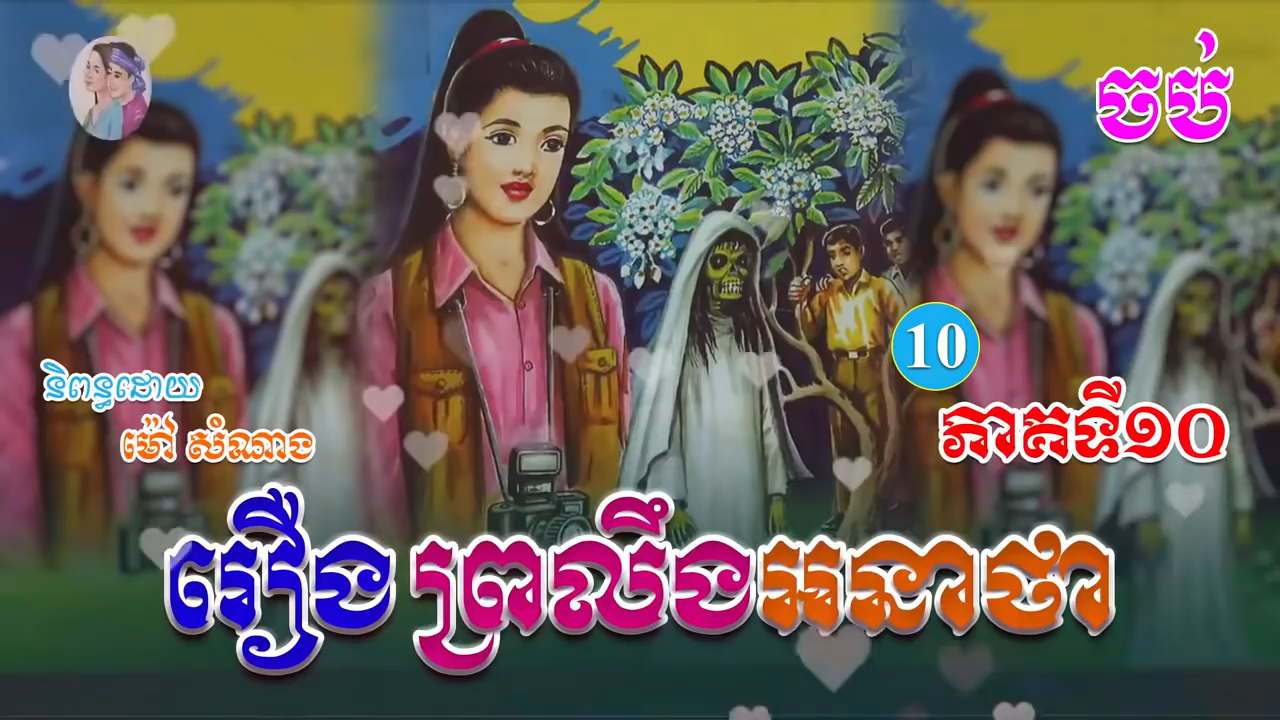 ចប់
10
ភាគទី១០
និពន្ធដោយ
ម៉ៅ សំណាង
រឿង ព្រលឹងអនាថា